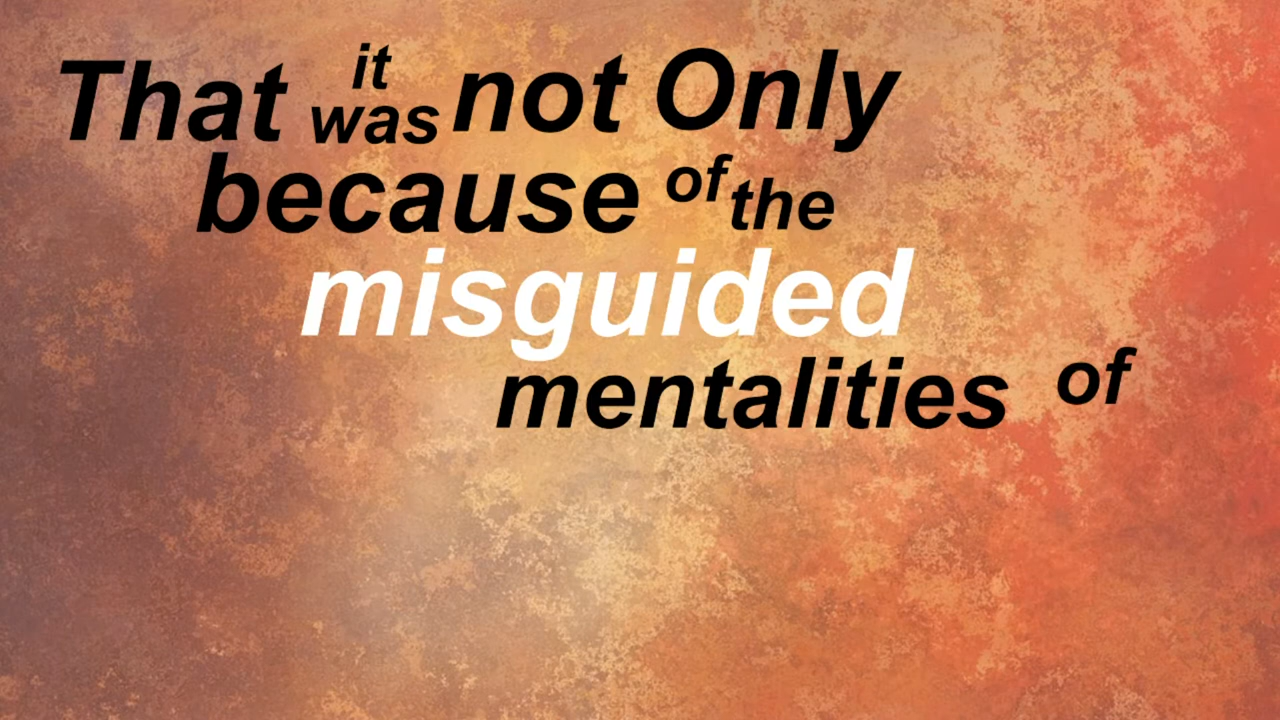 That it was not Only
because of the
misguided
mentalities of